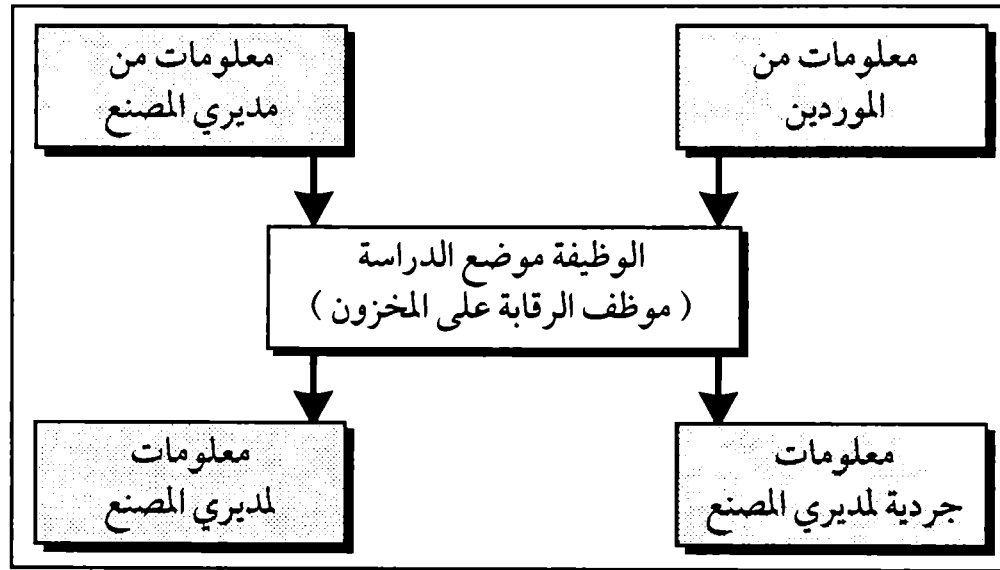 معلومات من
الموردين
معلومات من
مديري المصنع
الوظيفة موضع الدراسة
( موظف الرقابة على المخزون )
معلومات
جردية لمديري المصنع
معلومات
لمديري المصنع